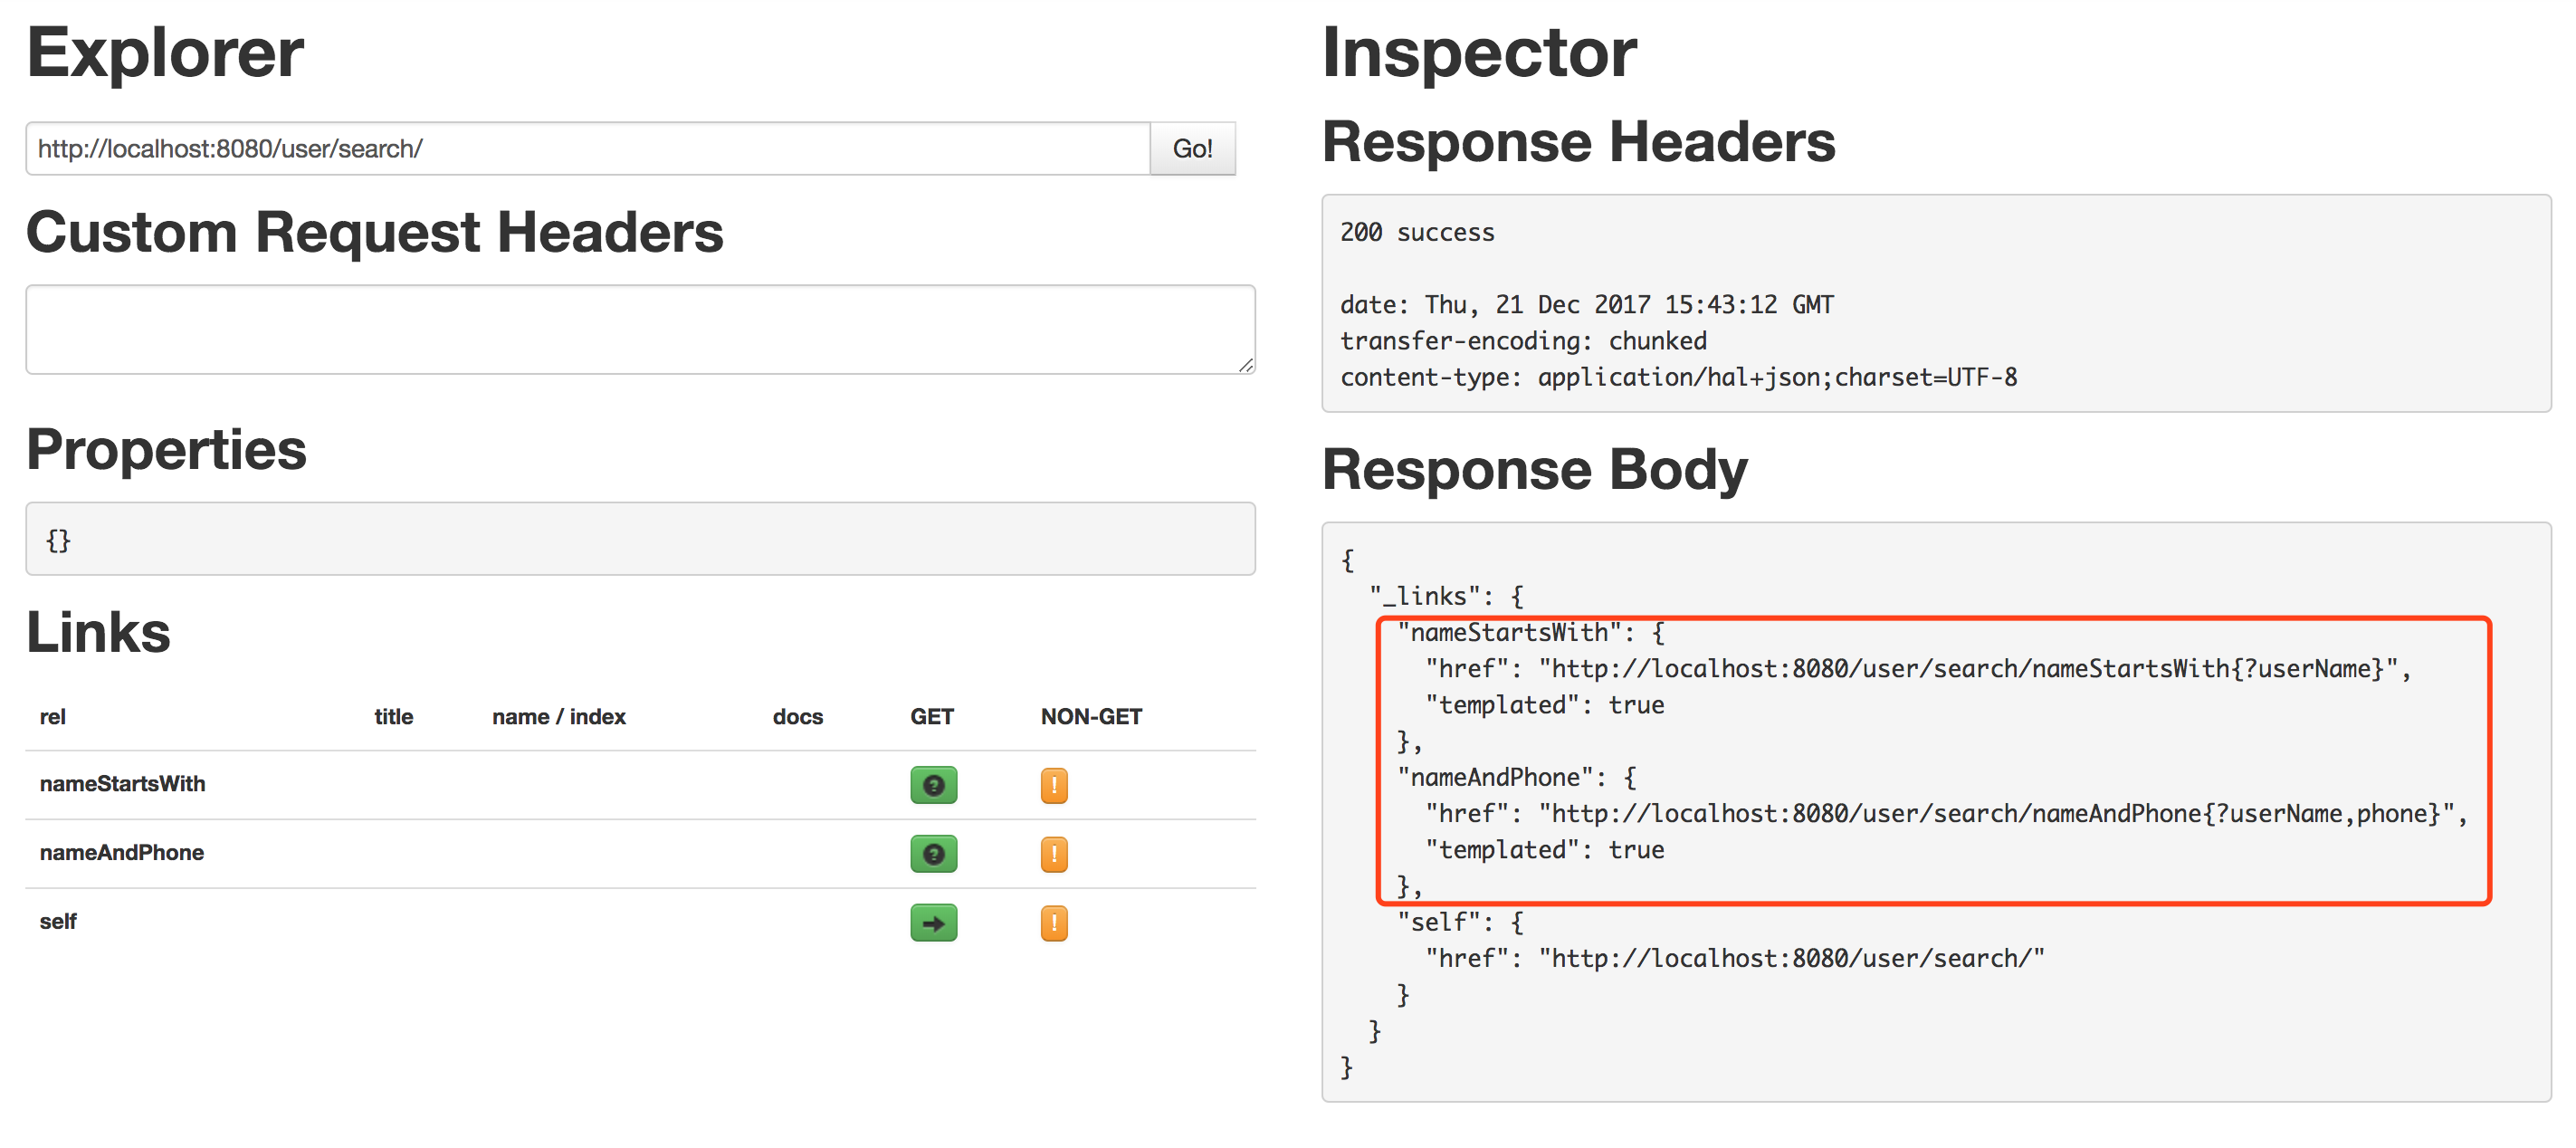 Explorer
http://localhost:8080/user/search/
Go!
Custom Request Headers
Properties
{}
Links
rel title name / index docs GET NON-GET
nameStartsWith ? !
nameAndPhone ? !
self !
Inspector
Response Headers
200 success
date: Thu, 21 Dec 2017 15:43:12 GMT
transfer-encoding: chunked
content-type: application/hal+json;charset=UTF-8
Response Body
{
  "_links": {
    "nameStartsWith": {
      "href": "http://localhost:8080/user/search/nameStartsWith{?userName}",
      "templated": true
    },
    "nameAndPhone": {
      "href": "http://localhost:8080/user/search/nameAndPhone{?userName,phone}",
      "templated": true
    },
    "self": {
      "href": "http://localhost:8080/user/search/"
    }
  }
}